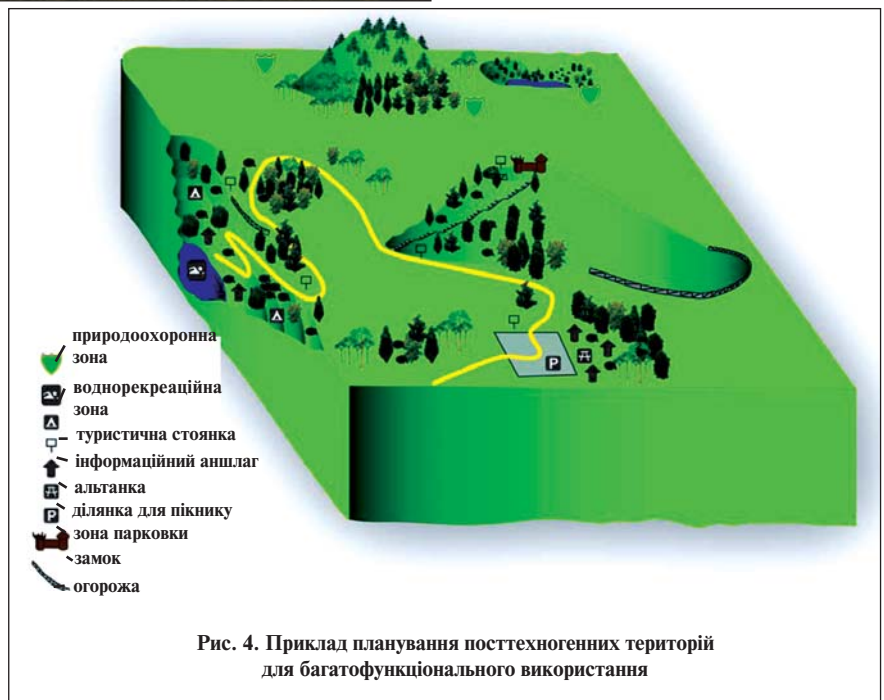 природоохоронна
зона
воднорекреаційна
зона
туристична стоянка
інформаційний аншлаг
альтанка
ділянка для пікнику
P
зона парковки
замок
огорожа
P
Рис. 4. Приклад планування посттехногенних територій
для багатофункціонального використання